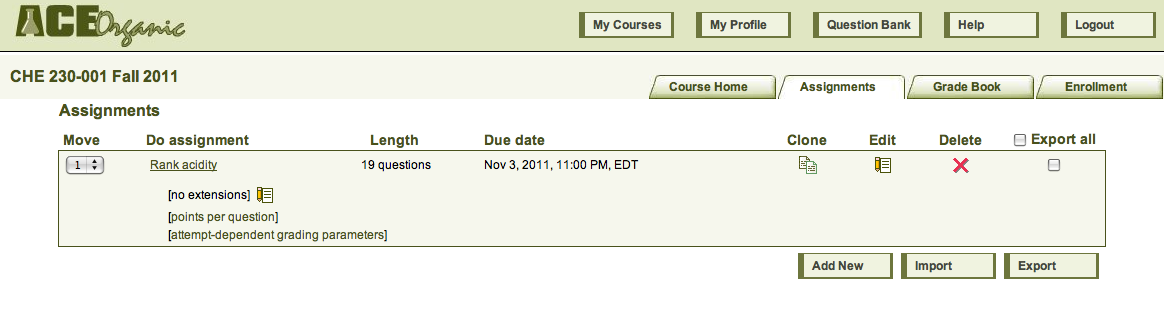 ACE Organic
My Courses My Profile Question Bank Help Logout
CHE 230-001 Fall 2011
Course Home Assignments Grade Book Enrollment
Assignments
Move Do assignment Length Due date Clone Edit Delete Export all
1 Rank acidity 19 questions Nov 3, 2011, 11:00 PM, EDT
[no extensions]
[points per question]
[attempt-dependent grading parameters]
Add New Import Export